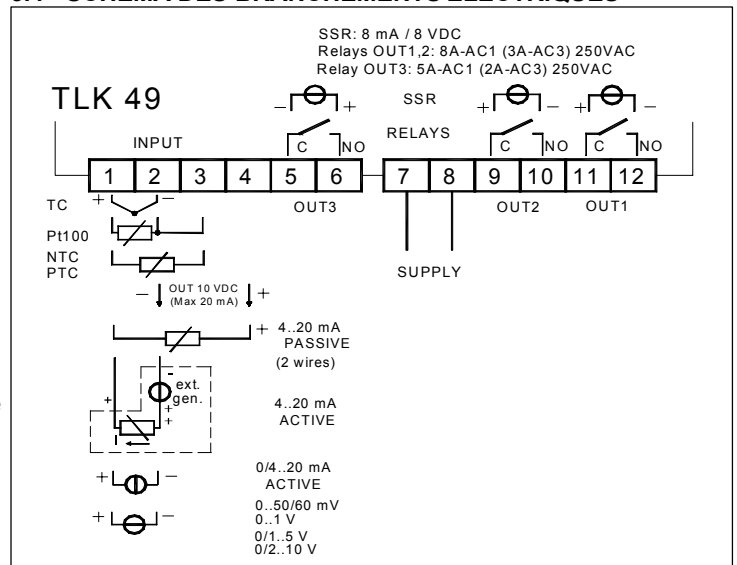 SSR: 8 mA / 8 VDC
Relays OUT1,2: 8A-AC1 (3A-AC3) 250VAC
Relay OUT3: 5A-AC1 (2A-AC3) 250VAC
TLK 49
SSR
− + + − + −
INPUT
RELAYS
C NO C NO C NO
1 2 3 4 5 6 7 8 9 10 11 12
TC + −
OUT3 OUT2 OUT1
Pt100
NTC
PTC
SUPPLY
− OUT 10 VDC +
(Max 20 mA)
+ 4..20 mA
PASSIVE
(2 wires)
-
ext.
gen.
+ +
+
4..20 mA
ACTIVE
I
+ − 0/4..20 mA
ACTIVE
+ − 0..50/60 mV
0..1 V
0/1..5 V
0/2..10 V